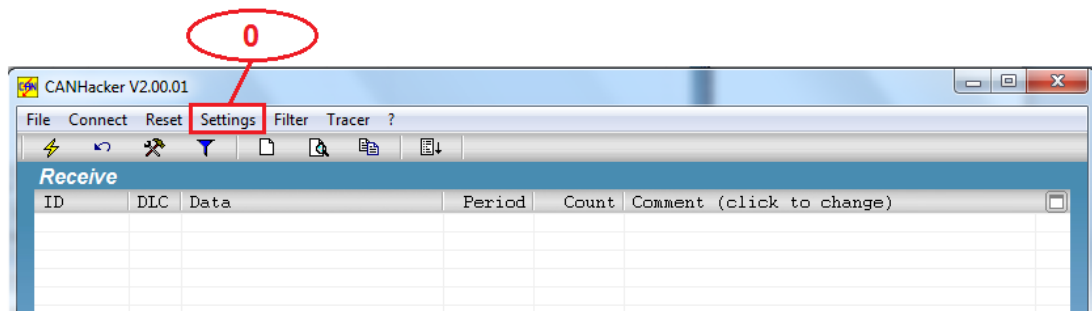 0
CAN CANHacker V2.00.01
File Connect Reset Settings Filter Tracer ?
Receive
ID DLC Data Period Count Comment (click to change)